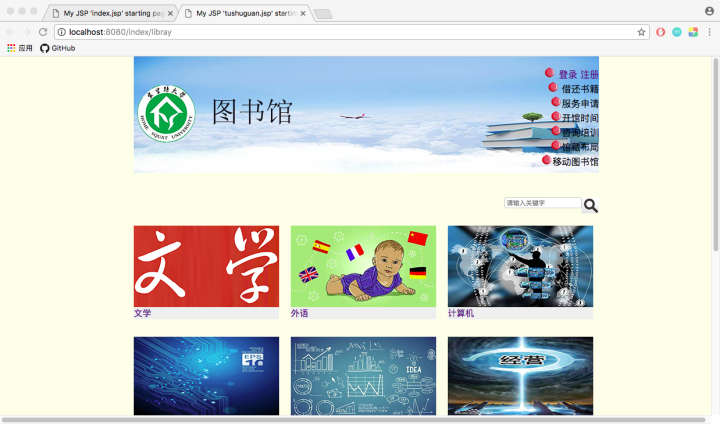 My JSP 'index.jsp' starting pag
My JSP 'tushuguan.jsp' startin
localhost:8080/index/libray
应用
GitHub
HOME SQUAT UNIVERSITY
图书馆
登录 注册
借还书籍
服务申请
开馆时间
咨询培训
馆藏布局
移动图书馆
请输入关键字
文学
文学
外语
计算机
EPS
IDEA
经营